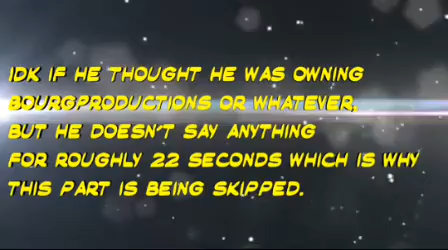 IDK IF HE THOUGHT HE WAS OWNING
BOURGPRODUCTIONS OR WHATEVER,
BUT HE DOESN'T SAY ANYTHING
FOR ROUGHLY 22 SECONDS WHICH IS WHY
THIS PART IS BEING SKIPPED.